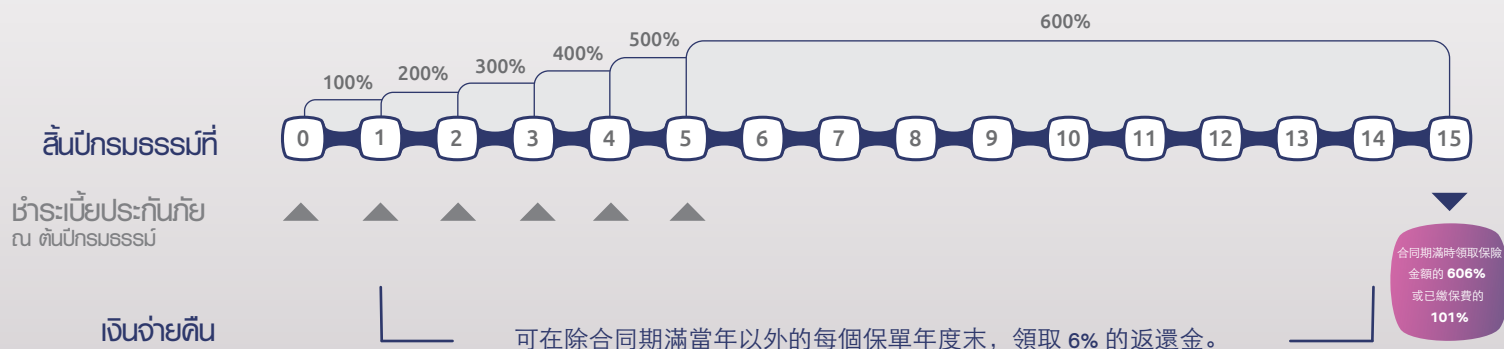 600%
500%
400%
300%
200%
100%
สิ้นปีกรมธรรม์ที่ 0 1 2 3 4 5 6 7 8 9 10 11 12 13 14 15
ชำระเบี้ยประกันภัย
ณ ต้นปีกรมธรรม์
合同期滿時領取保險
金額的 606%
或已繳保費的
101%
เงินจ่ายคืน
可在除合同期滿當年以外的每個保單年度末，領取 6% 的返還金。